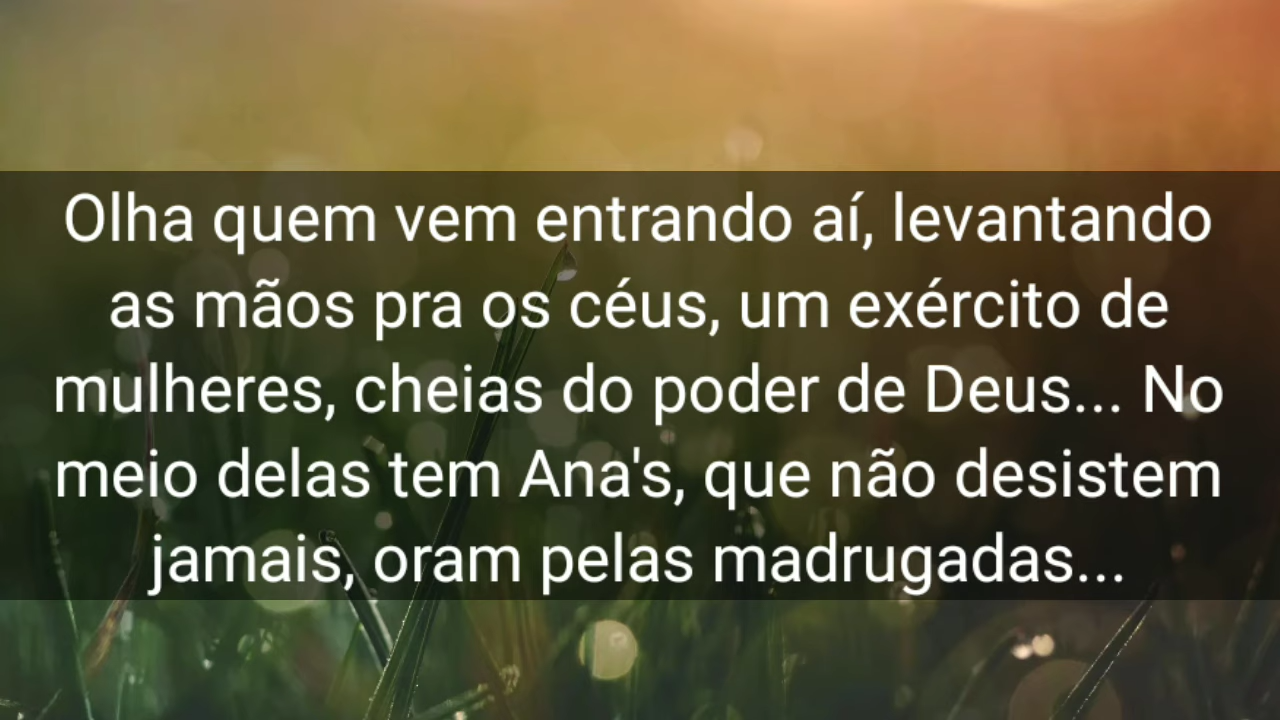 Olha quem vem entrando aí, levantando
as mãos pra os céus, um exército de
mulheres, cheias do poder de Deus... No
meio delas tem Ana's, que não desistem
jamais, oram pelas madrugadas...